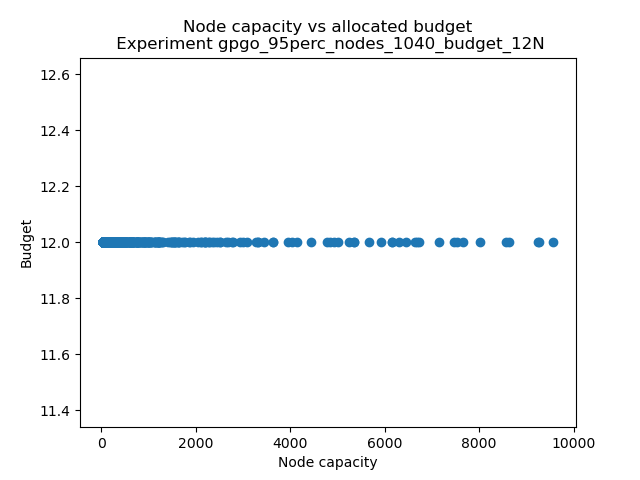 Node capacity vs allocated budget
Experiment gpgo_95perc_nodes_1040_budget_12N
12.6
12.4
12.2
12.0
11.8
11.6
11.4
Budget
0 2000 4000 6000 8000 10000
Node capacity